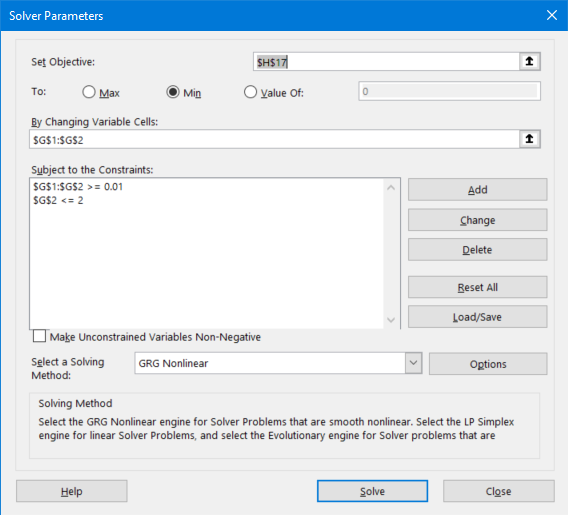 Solver Parameters
Set Objective:
$H$17
To:
Max
Min
Value Of:
0
By Changing Variable Cells:
$G$1:$G$2
Subject to the Constraints:
$G$1:$G$2 >= 0.01
$G$2 <= 2
Add
Change
Delete
Reset All
Load/Save
Make Unconstrained Variables Non-Negative
Select a Solving
Method:
GRG Nonlinear
Options
Solving Method
Select the GRG Nonlinear engine for Solver Problems that are smooth nonlinear. Select the LP Simplex
engine for linear Solver Problems, and select the Evolutionary engine for Solver problems that are
Help
Solve
Close